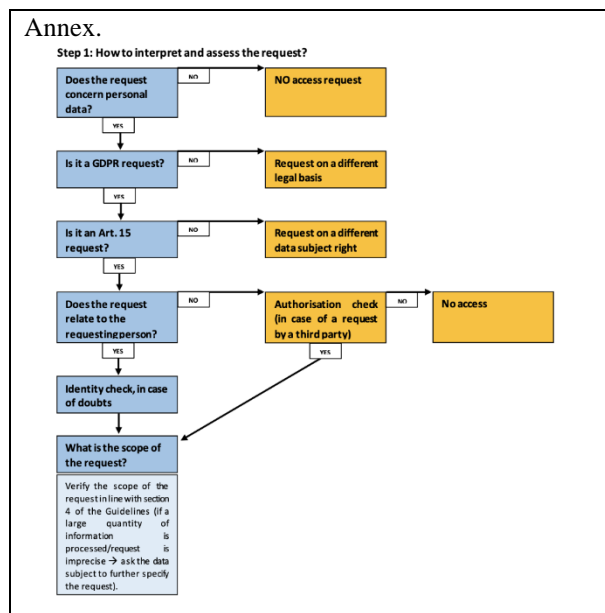 Annex.
Step 1: How to interpret and assess the request?
Does the request
concern personal
data?
NO
NO access request
YES
Is it a GDPR request?
NO
Request on a different
legal basis
YES
Is it an Art. 15
request?
NO
Request on a different
data subject right
YES
Does the request
relate to the
requestingperson?
NO
Authorisation check
(in case of a request
by a third party)
NO
No access
YES
YES
Identity check, in case
of doubts
What is the scope of
the request?
Verify the scope of the
request in line with section
4 of the Guidelines (if a
large quantity of
information is
processed/request is
imprecise → ask the data
subject to further specify
the request).